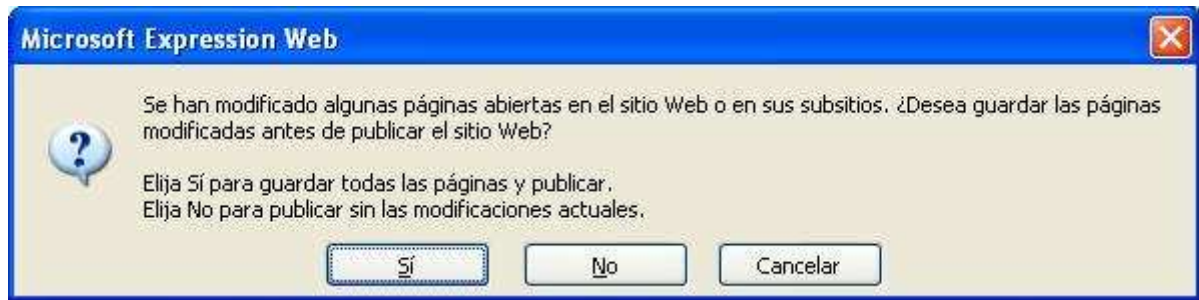 Microsoft Expression Web
Se han modificado algunas páginas abiertas en el sitio Web o en sus subsitios. ¿Desea guardar las páginas
modificadas antes de publicar el sitio Web?
Elija Sí para guardar todas las páginas y publicar.
Elija No para publicar sin las modificaciones actuales.
Sí No Cancelar